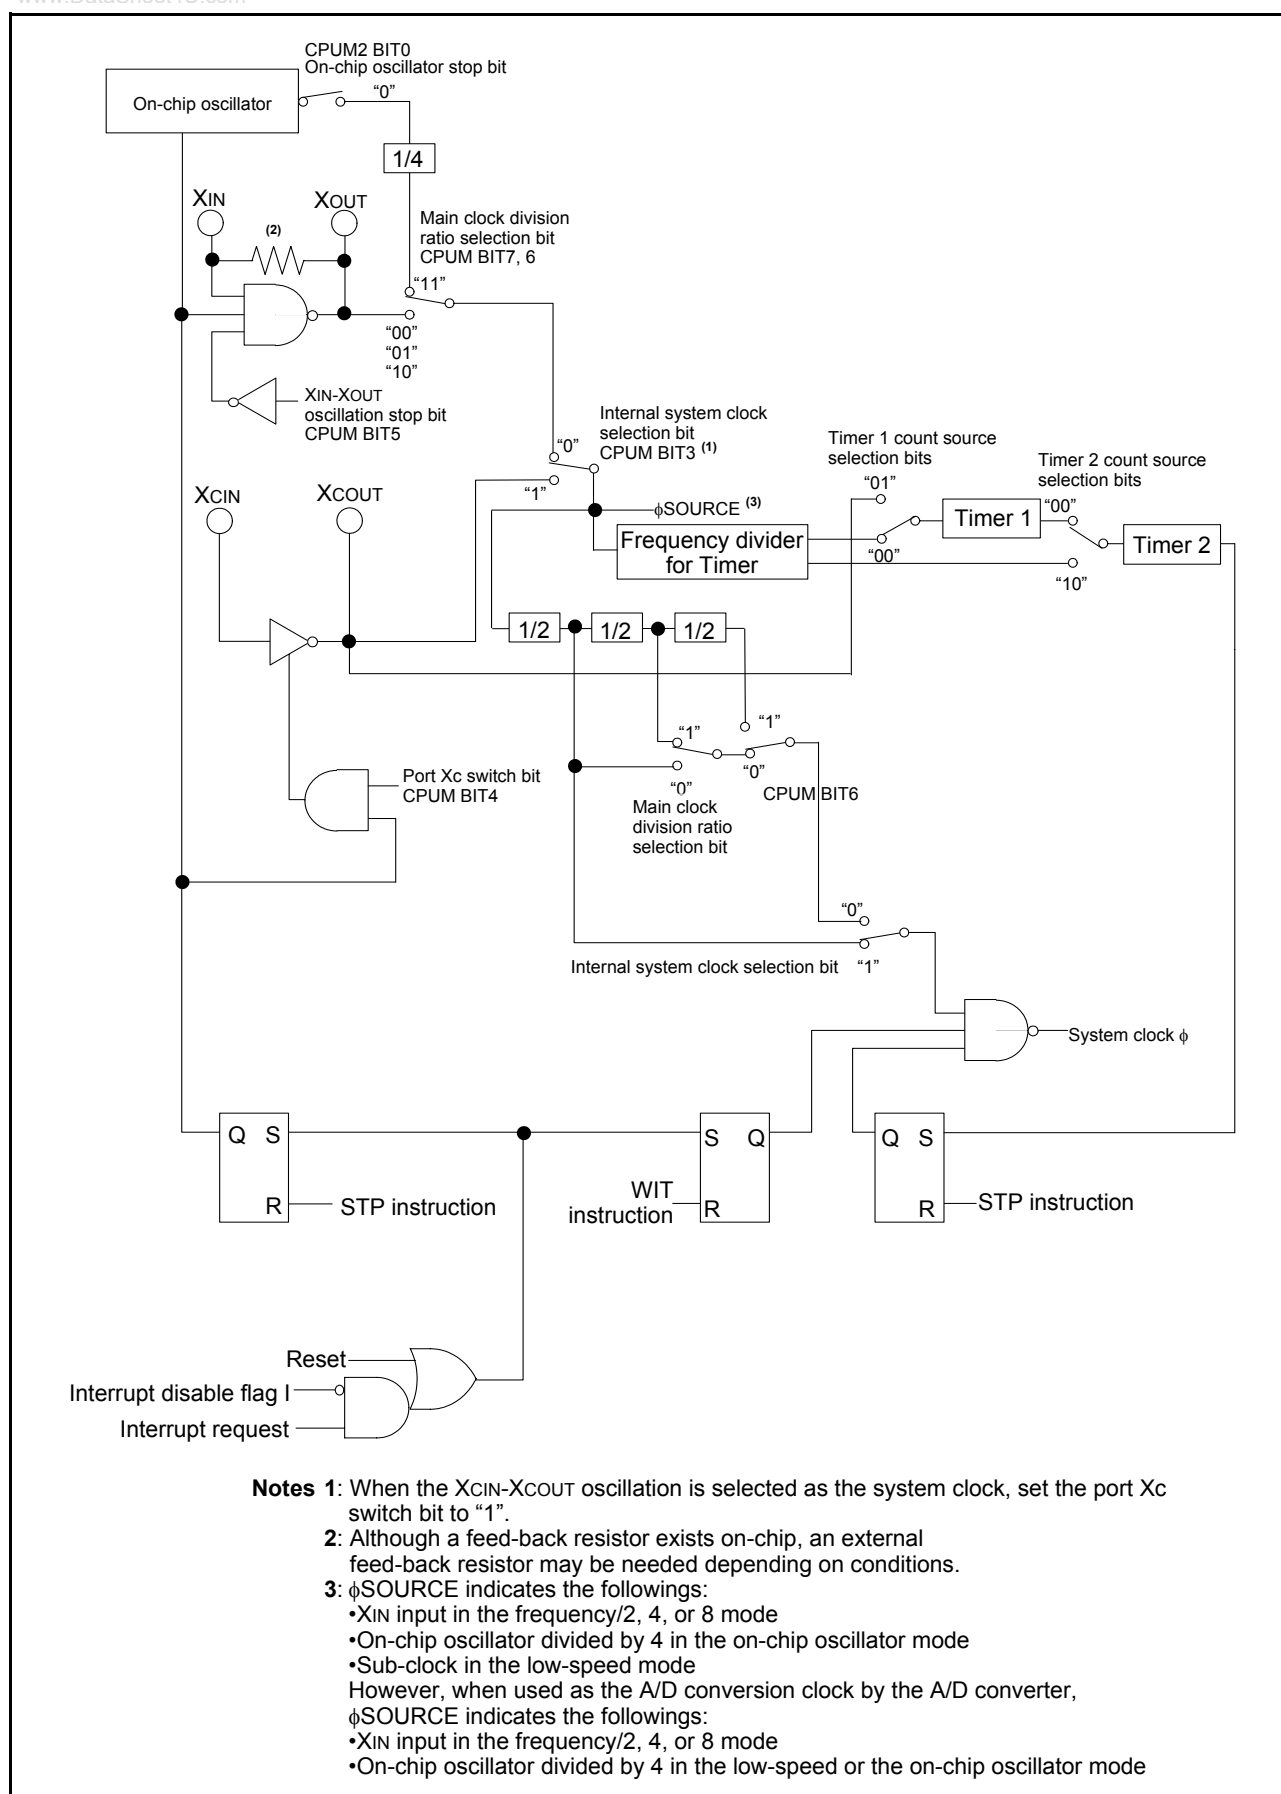 www.DataSheet4U.com
CPUM2 BIT0
On-chip oscillator stop bit
On-chip oscillator
“0”
1/4
XIN
XOUT
(2)
Main clock division
ratio selection bit
CPUM BIT7, 6
“11”
“00”
“01”
“10”
XIN-XOUT
oscillation stop bit
CPUM BIT5
Internal system clock
selection bit
CPUM BIT3 (1)
“0”
“1”
Timer 1 count source
selection bits
“01”
Timer 2 count source
selection bits
“00”
XCIN
XCOUT
ϕSOURCE (3)
Timer 1
Frequency divider
for Timer
“00”
Timer 2
“10”
1/2
1/2
1/2
“1”
“1”
“0”
“0”
CPUM BIT6
Main clock
division ratio
selection bit
Port Xc switch bit
CPUM BIT4
“0”
Internal system clock selection bit “1”
System clock ϕ
Q S
R
STP instruction
S Q
R
WIT
instruction
Q S
R
STP instruction
Reset
Interrupt disable flag I
Interrupt request
Notes 1: When the XCIN-XCOUT oscillation is selected as the system clock, set the port Xc
switch bit to “1”.
2: Although a feed-back resistor exists on-chip, an external
feed-back resistor may be needed depending on conditions.
3: ϕSOURCE indicates the followings:
•XIN input in the frequency/2, 4, or 8 mode
•On-chip oscillator divided by 4 in the on-chip oscillator mode
•Sub-clock in the low-speed mode
However, when used as the A/D conversion clock by the A/D converter,
ϕSOURCE indicates the followings:
•XIN input in the frequency/2, 4, or 8 mode
•On-chip oscillator divided by 4 in the low-speed or the on-chip oscillator mode